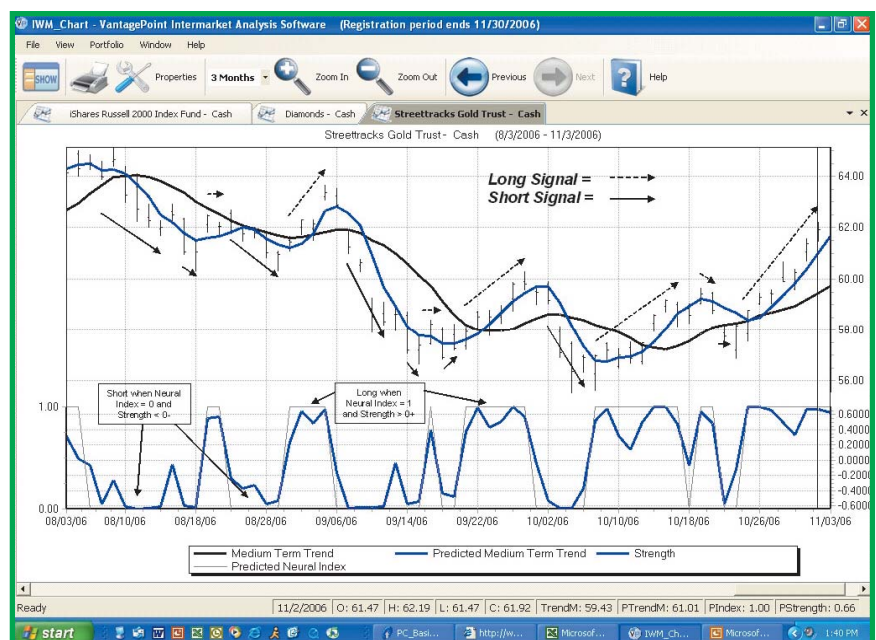 IWM_Chart - VantagePoint Intermarket Analysis Software (Registration period ends 11/30/2006)
File View Portfolio Window Help
SHOW Properties 3 Months Zoom In Zoom Out Previous Next Help
iShares Russell 2000 Index Fund - Cash Diamonds - Cash Streettracks Gold Trust - Cash
Streettracks Gold Trust - Cash (8/3/2006 - 11/3/2006)
Long Signal =
Short Signal =
64.00
62.00
60.00
58.00
56.00
Short when Neural
Index = 0 and
Strength < 0-
Long when
Neural Index = 1
and Strength > 0+
1.00
0.00
0.6000
0.4000
0.2000
0.0000
-0.2000
-0.4000
-0.6000
08/03/06 08/10/06 08/18/06 08/28/06 09/06/06 09/14/06 09/22/06 10/02/06 10/10/06 10/18/06 10/26/06 11/03/06
Medium Term Trend Predicted Medium Term Trend Strength
Predicted Neural Index
Ready 11/2/2006 O: 61.47 H: 62.19 L: 61.47 C: 61.92 TrendM: 59.43 PTrendM: 61.01 PIndex: 1.00 PStrength: 0.66
start PC_Basi... http://w... Microsof... IWM_Ch... Microsof... 1:40 PM